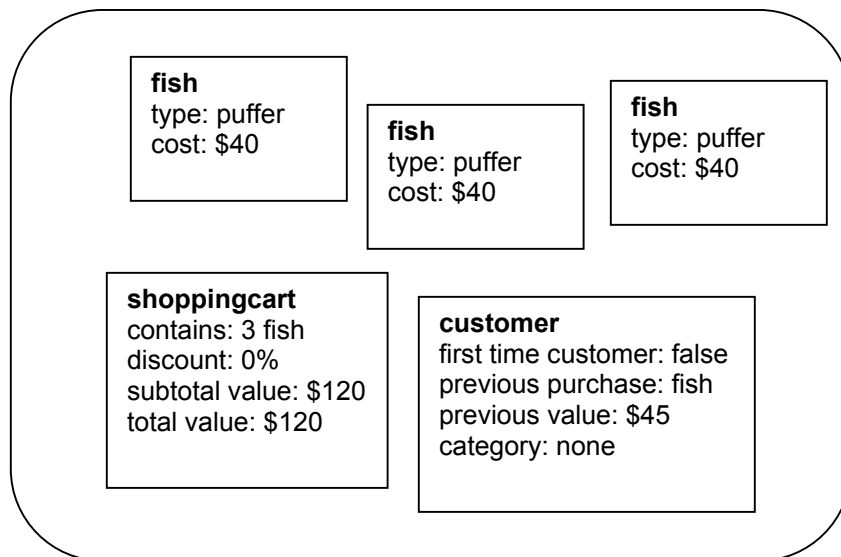 fish
type: puffer
cost: $40
fish
type: puffer
cost: $40
fish
type: puffer
cost: $40
shoppingcart
contains: 3 fish
discount: 0%
subtotal value: $120
total value: $120
customer
first time customer: false
previous purchase: fish
previous value: $45
category: none